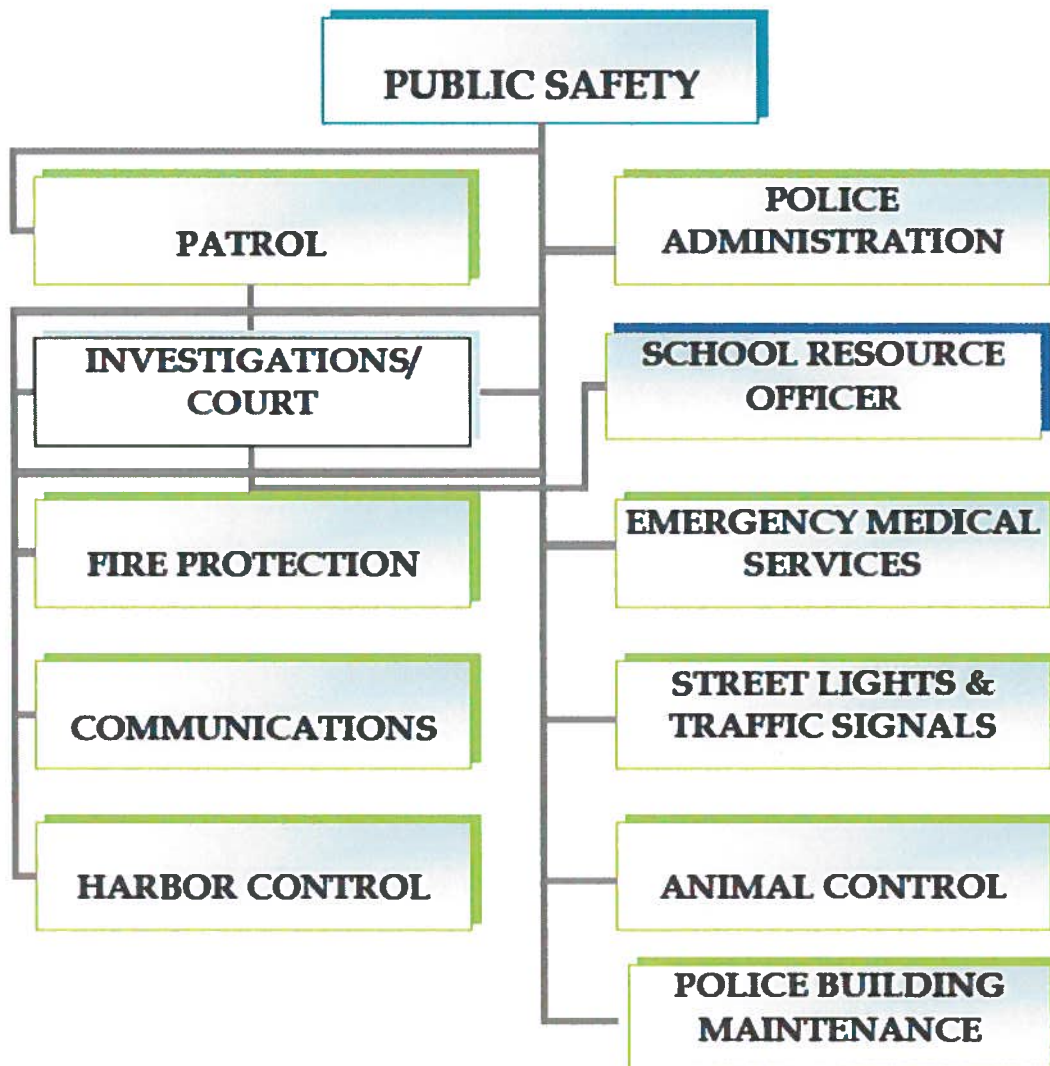 PUBLIC SAFETY
PATROL
POLICE
ADMINISTRATION
INVESTIGATIONS/
COURT
SCHOOL RESOURCE
OFFICER
FIRE PROTECTION
EMERGENCY MEDICAL
SERVICES
COMMUNICATIONS
STREET LIGHTS &
TRAFFIC SIGNALS
HARBOR CONTROL
ANIMAL CONTROL
POLICE BUILDING
MAINTENANCE